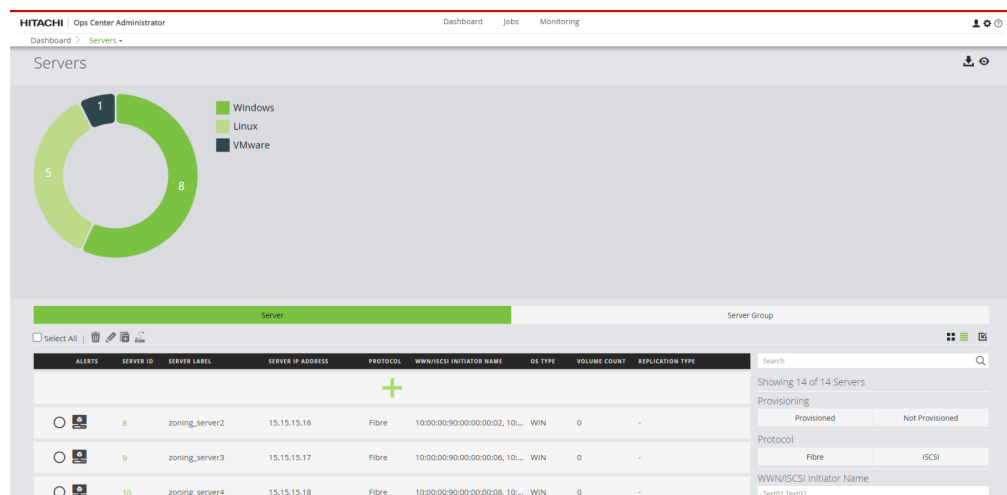 HITACHI Ops Center Administrator Dashboard Jobs Monitoring
Dashboard > Servers
Servers
1
5
8
Windows
Linux
VMware
Server Server Group
Select All
ALERTS SERVER ID SERVER LABEL SERVER IP ADDRESS PROTOCOL WWN/ISCSI INITIATOR NAME OS TYPE VOLUME COUNT REPLICATION TYPE
8 zoning_server2 15.15.15.16 Fibre 10:00:00:90:00:00:00:02, 10:... WIN 0 -
9 zoning_server3 15.15.15.17 Fibre 10:00:00:90:00:00:00:06, 10:... WIN 0 -
10 zoning_server4 15.15.15.18 Fibre 10:00:00:90:00:00:00:08, 10:... WIN 0 -
Search
Showing 14 of 14 Servers
Provisioning
Provisioned Not Provisioned
Protocol
Fibre iSCSI
WWN/ISCSI Initiator Name
Text01,Text02